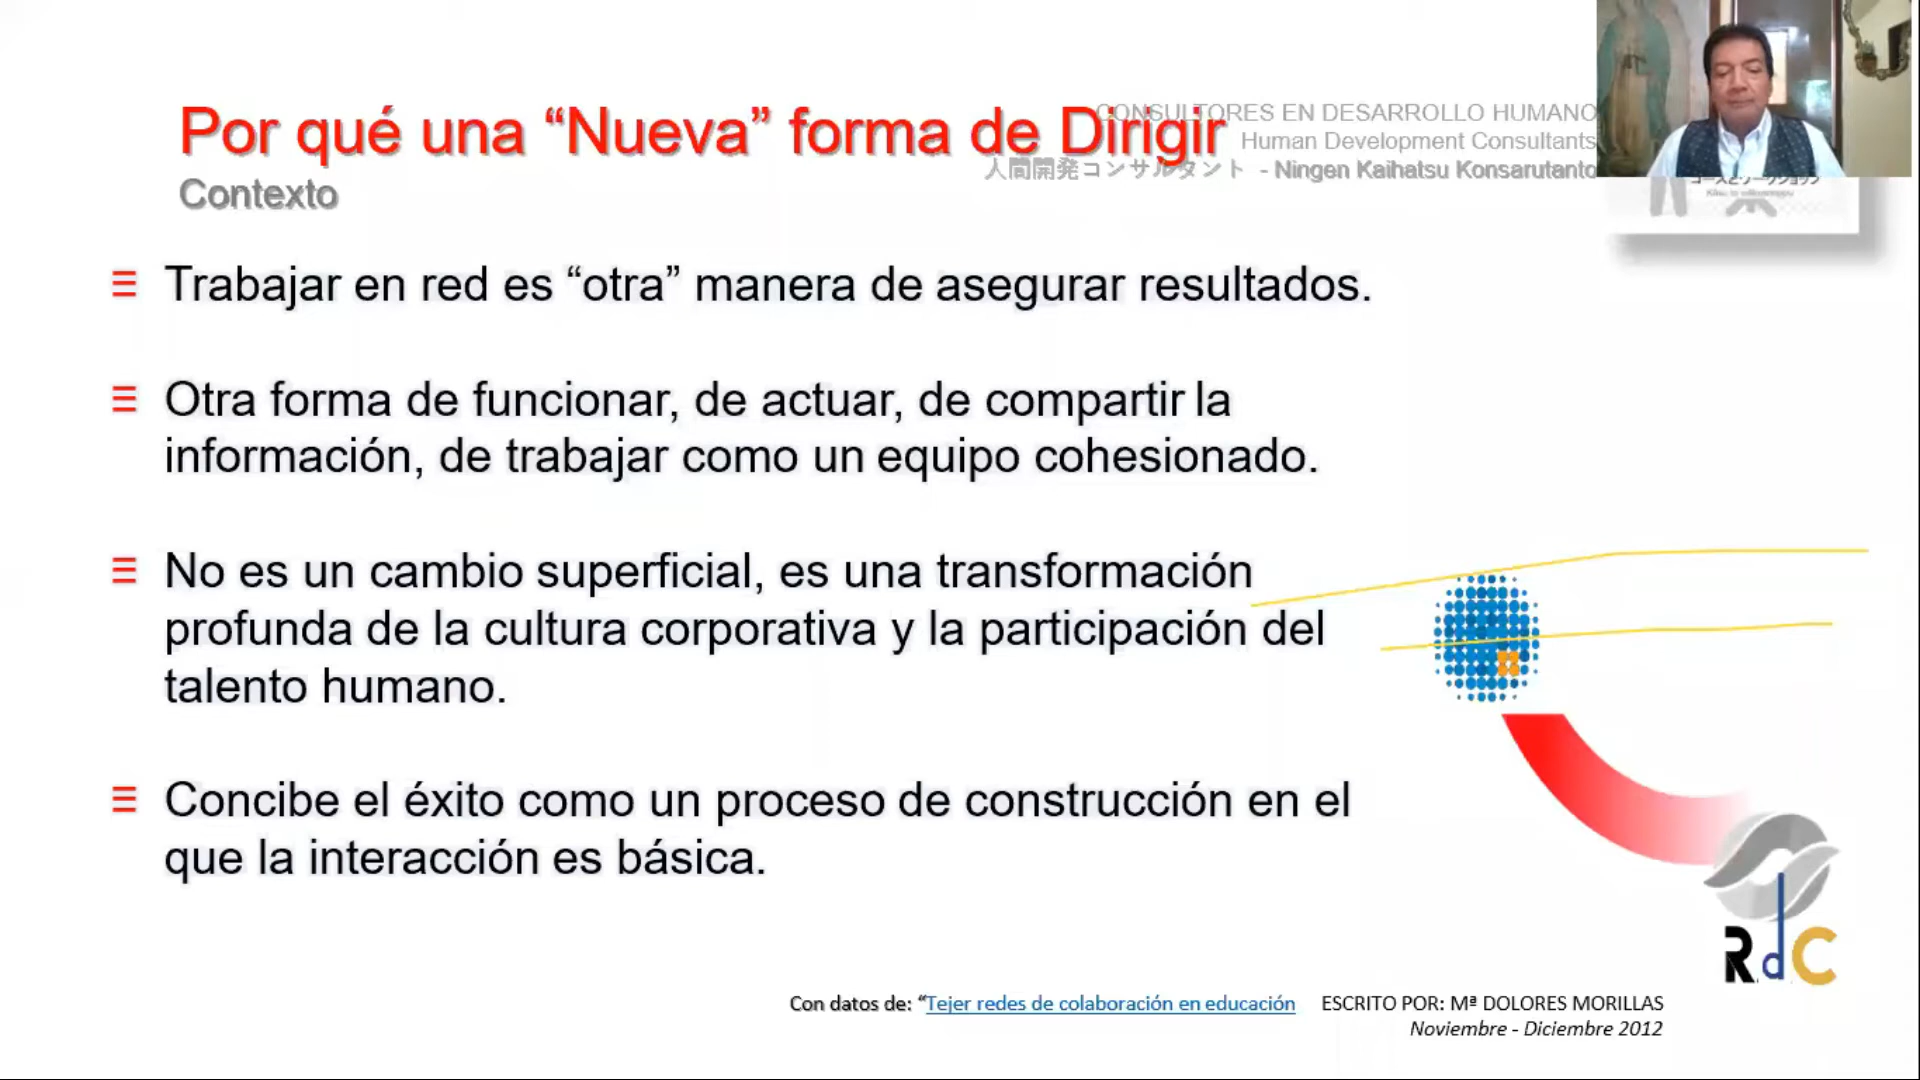 Por qué una “Nueva” forma de Dirigir
CONSULTORES EN DESARROLLO HUMANO
Human Development Consultants
人間開発コンサルタント - Ningen Kaihatsu Konsarutanto
Contexto
Trabajar en red es “otra” manera de asegurar resultados.
Otra forma de funcionar, de actuar, de compartir la
información, de trabajar como un equipo cohesionado.
No es un cambio superficial, es una transformación
profunda de la cultura corporativa y la participación del
talento humano.
Concibe el éxito como un proceso de construcción en el
que la interacción es básica.
RdC
Con datos de: “Tejer redes de colaboración en educación ESCRITO POR: Mª DOLORES MORILLAS
Noviembre - Diciembre 2012